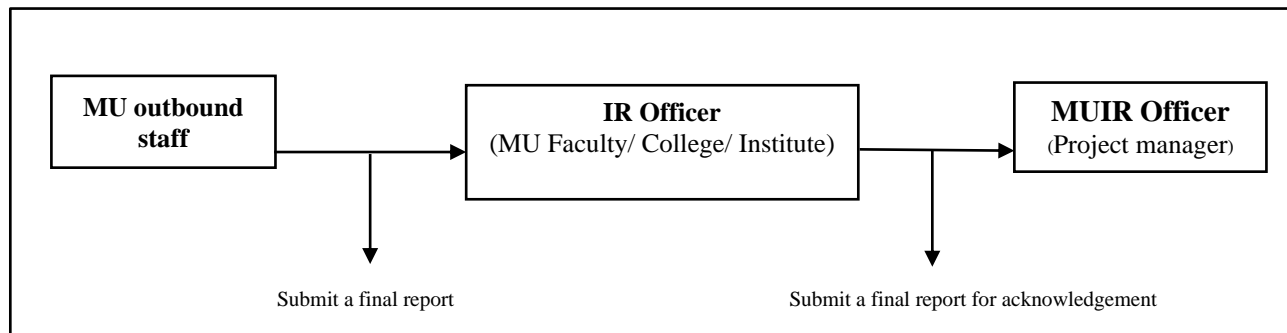 MU outbound
staff
IR Officer
(MU Faculty/ College/ Institute)
MUIR Officer
(Project manager)
Submit a final report
Submit a final report for acknowledgement